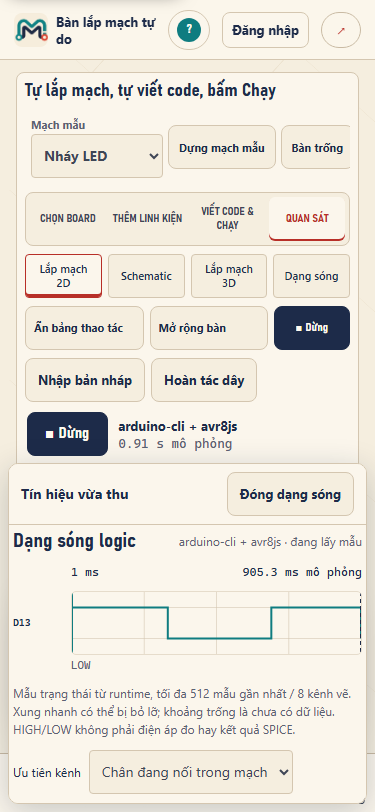 Bàn lắp mạch tự
do
?
Đăng nhập
↗
Tự lắp mạch, tự viết code, bấm Chạy
Mạch mẫu
Nháy LED
Dựng mạch mẫu
Bàn trống
CHỌN BOARD
THÊM LINH KIỆN
VIẾT CODE &
CHẠY
QUAN SÁT
Lắp mạch
2D
Schematic
Lắp mạch
3D
Dạng sóng
Ẩn bảng thao tác
Mở rộng bàn
■ Dừng
Nhập bản nháp
Hoàn tác dây
■ Dừng
arduino-cli + avr8js
0.91 s mô phỏng
Tín hiệu vừa thu
Đóng dạng sóng
Dạng sóng logic
arduino-cli + avr8js · đang lấy mẫu
1 ms
905.3 ms mô phỏng
D13
LOW
Mẫu trạng thái từ runtime, tối đa 512 mẫu gần nhất / 8 kênh vẽ.
Xung nhanh có thể bị bỏ lỡ; khoảng trống là chưa có dữ liệu.
HIGH/LOW không phải điện áp đo hay kết quả SPICE.
Ưu tiên kênh
Chân đang nối trong mạch